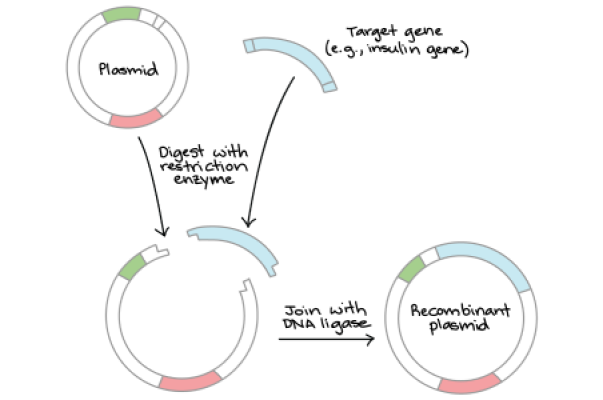 Plasmid
Target gene
(e.g., insulin gene)
Digest with
restriction
enzyme
Join with
DNA ligase
Recombinant
plasmid